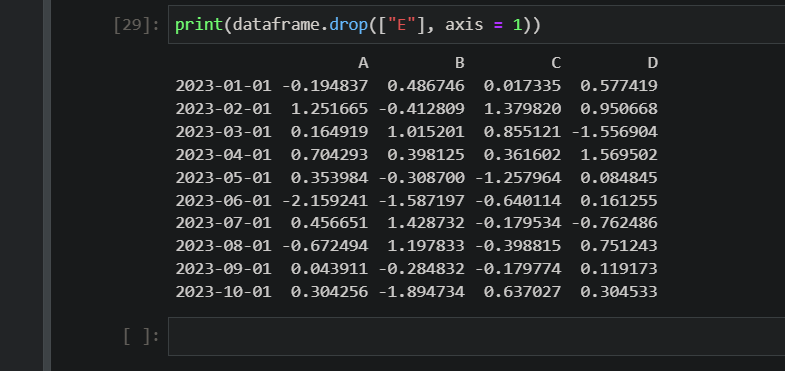 [29]: print(dataframe.drop(["E"], axis = 1))
A B C D
2023-01-01 -0.194837 0.486746 0.017335 0.577419
2023-02-01 1.251665 -0.412809 1.379820 0.950668
2023-03-01 0.164919 1.015201 0.855121 -1.556904
2023-04-01 0.704293 0.398125 0.361602 1.569502
2023-05-01 0.353984 -0.308700 -1.257964 0.084845
2023-06-01 -2.159241 -1.587197 -0.640114 0.161255
2023-07-01 0.456651 1.428732 -0.179534 -0.762486
2023-08-01 -0.672494 1.197833 -0.398815 0.751243
2023-09-01 0.043911 -0.284832 -0.179774 0.119173
2023-10-01 0.304256 -1.894734 0.637027 0.304533
[ ]: